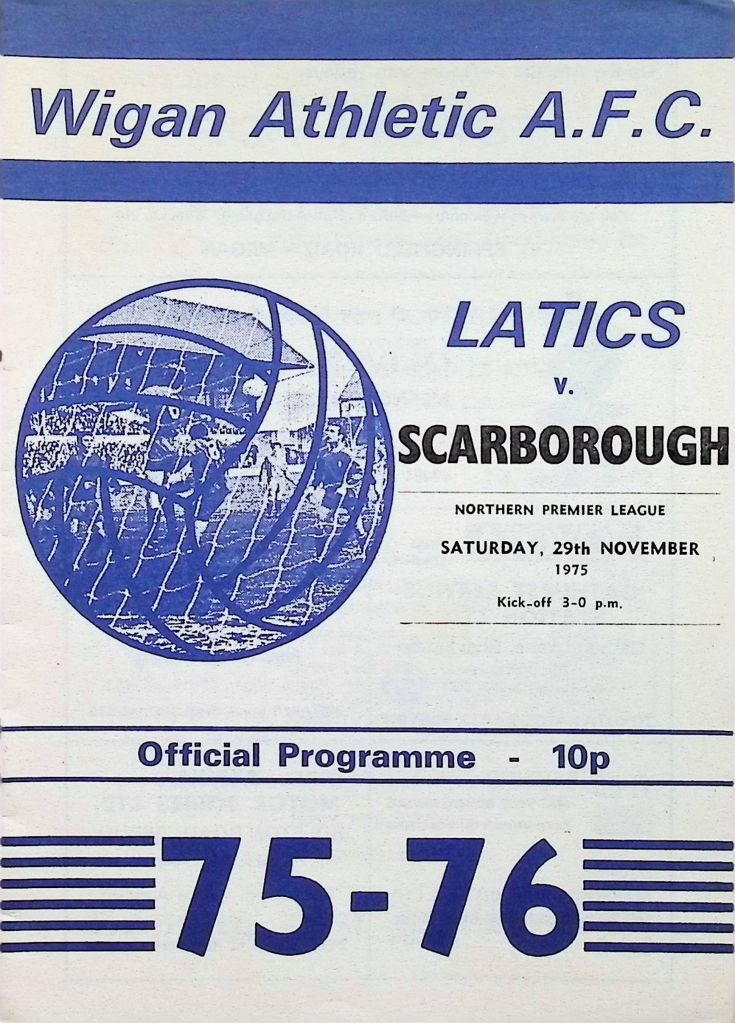 Wigan Athletic A.F.C.
LATICS
v.
SCARBOROUGH
NORTHERN PREMIER LEAGUE
SATURDAY, 29th NOVEMBER
1975
Kick-off 3-0 p.m.
Official Programme - 10p
75-76